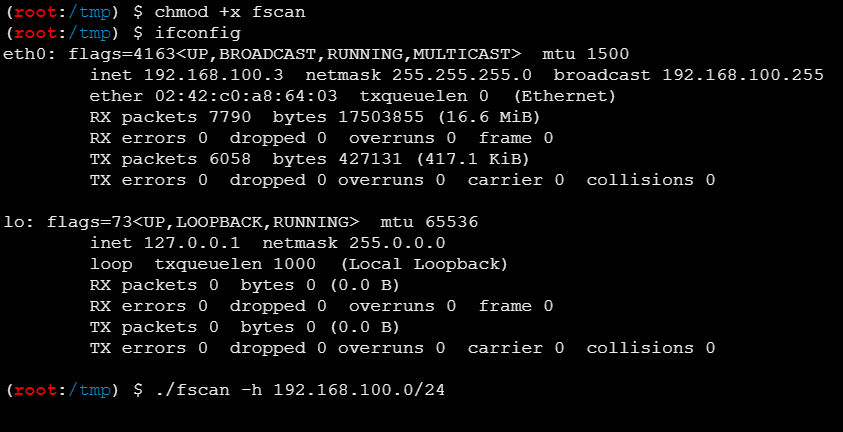 (root:/tmp) $ chmod +x fscan
(root:/tmp) $ ifconfig
eth0: flags=4163<UP,BROADCAST,RUNNING,MULTICAST>  mtu 1500
        inet 192.168.100.3  netmask 255.255.255.0  broadcast 192.168.100.255
        ether 02:42:c0:a8:64:03  txqueuelen 0  (Ethernet)
        RX packets 7790  bytes 17503855 (16.6 MiB)
        RX errors 0  dropped 0  overruns 0  frame 0
        TX packets 6058  bytes 427131 (417.1 KiB)
        TX errors 0  dropped 0 overruns 0  carrier 0  collisions 0

lo: flags=73<UP,LOOPBACK,RUNNING>  mtu 65536
        inet 127.0.0.1  netmask 255.0.0.0
        loop  txqueuelen 1000  (Local Loopback)
        RX packets 0  bytes 0 (0.0 B)
        RX errors 0  dropped 0  overruns 0  frame 0
        TX packets 0  bytes 0 (0.0 B)
        TX errors 0  dropped 0 overruns 0  carrier 0  collisions 0

(root:/tmp) $ ./fscan -h 192.168.100.0/24